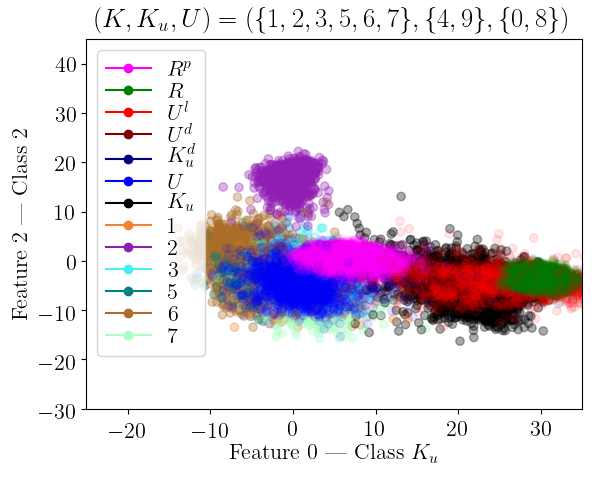 (K, K_u, U) = ({1, 2, 3, 5, 6, 7}, {4, 9}, {0, 8})
40
30
20
10
0
−10
−20
−30
Feature 2 — Class 2
R^p
R
U^l
U^d
K_u^d
U
K_u
1
2
3
5
6
7
−20
−10
0
10
20
30
Feature 0 — Class K_u